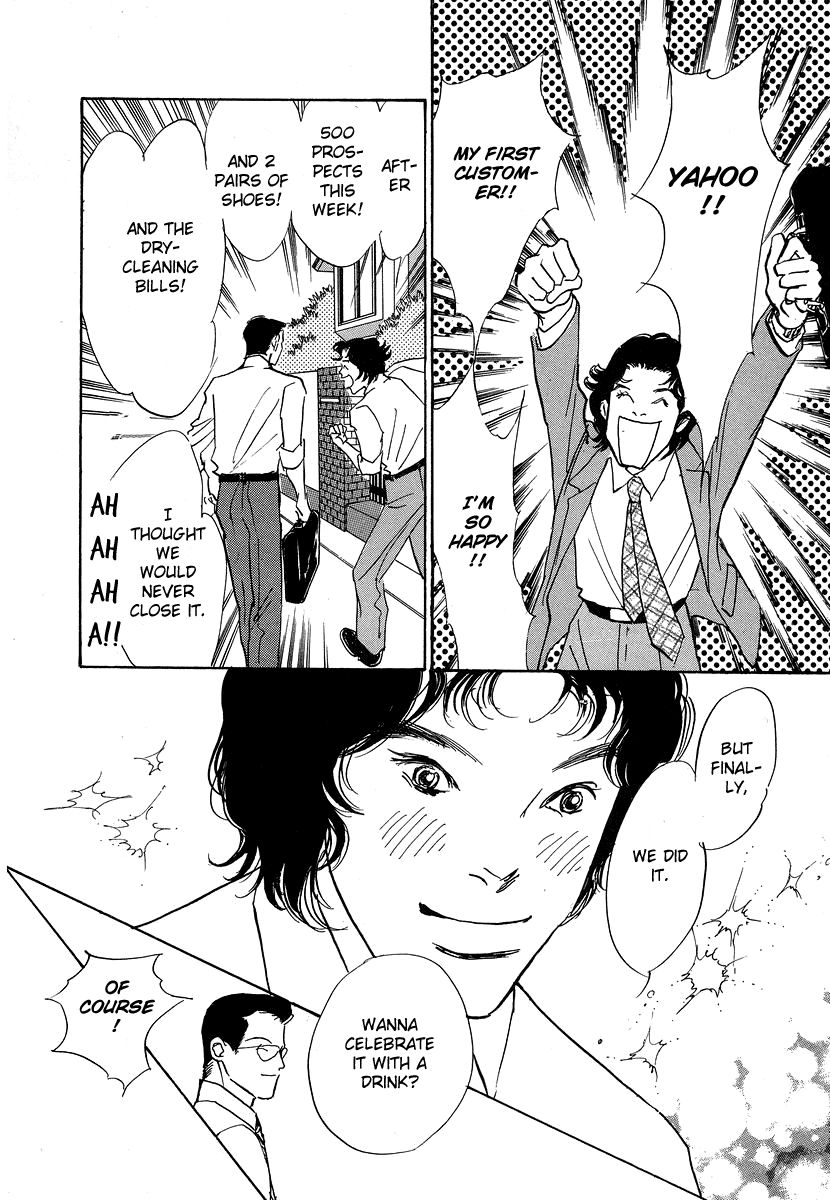 YAHOO
!!
MY FIRST
CUSTOM-
ER!!
I'M
SO
HAPPY
!!
AFT-
ER
500
PROS-
PECTS
THIS
WEEK!
AND 2
PAIRS OF
SHOES!
AND THE
DRY-
CLEANING
BILLS!
I
THOUGHT
WE
WOULD
NEVER
CLOSE IT.
AH
AH
AH
A!!
BUT
FINAL-
LY,
WE DID
IT.
WANNA
CELEBRATE
IT WITH A
DRINK?
OF
COURSE
!